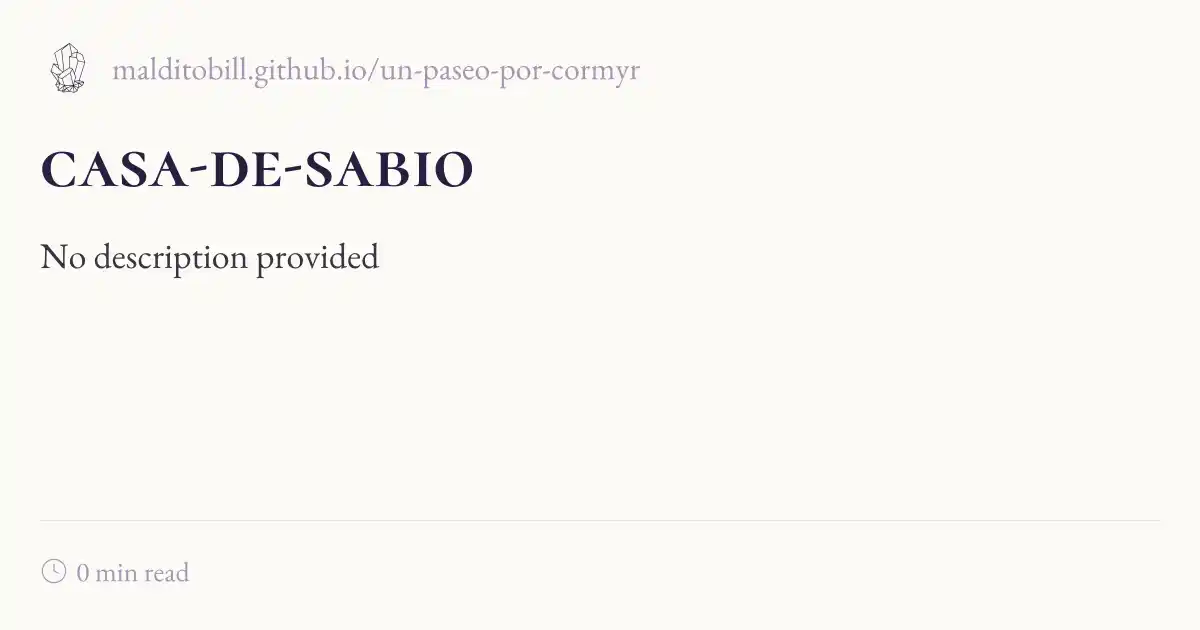 malditobill.github.io/un-paseo-por-cormyr
CASA-DE-SABIO
No description provided
0 min read